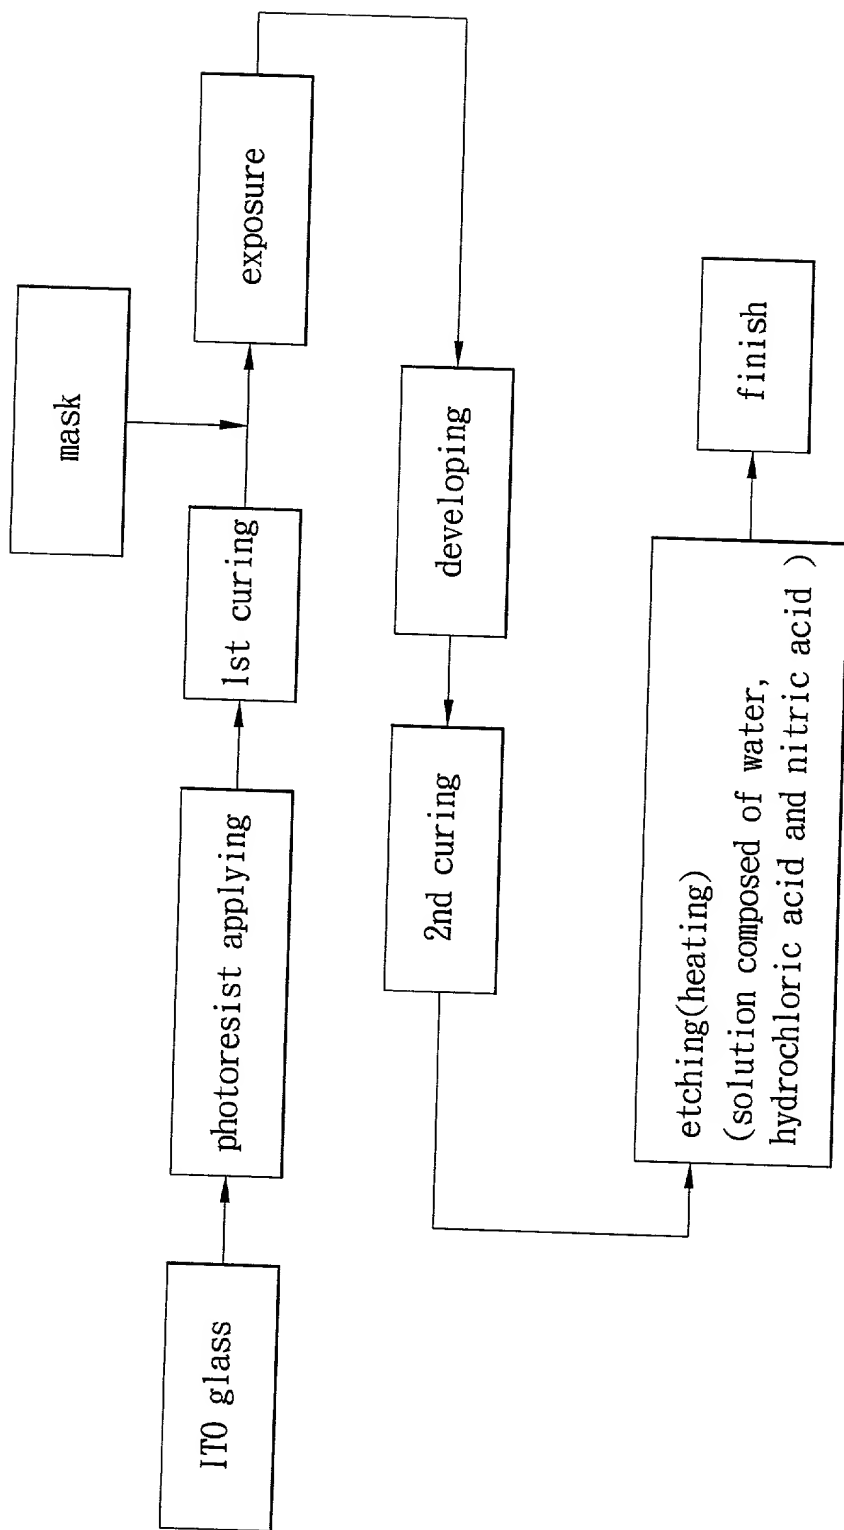 ITO glass
photoresist applying
1st curing
mask
exposure
developing
2nd curing
etching(heating)
(solution composed of water,
hydrochloric acid and nitric acid )
finish